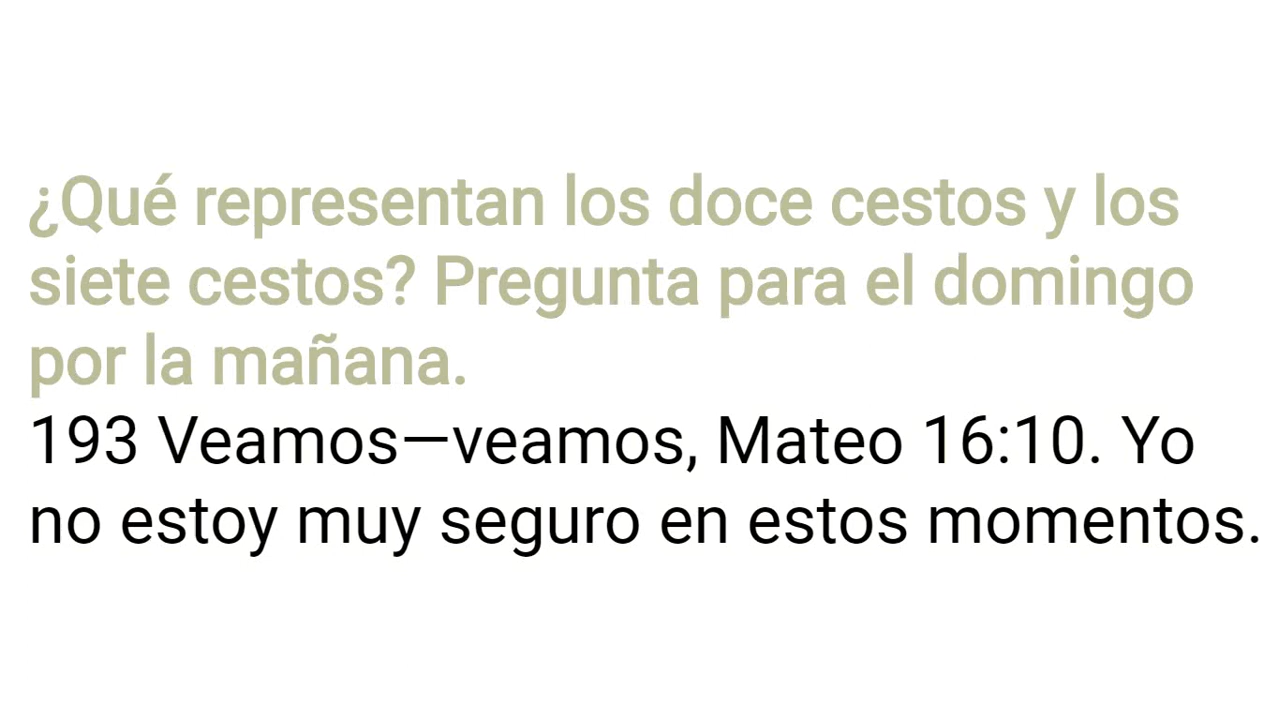 ¿Qué representan los doce cestos y los
siete cestos? Pregunta para el domingo
por la mañana.
193 Veamos—veamos, Mateo 16:10. Yo
no estoy muy seguro en estos momentos.